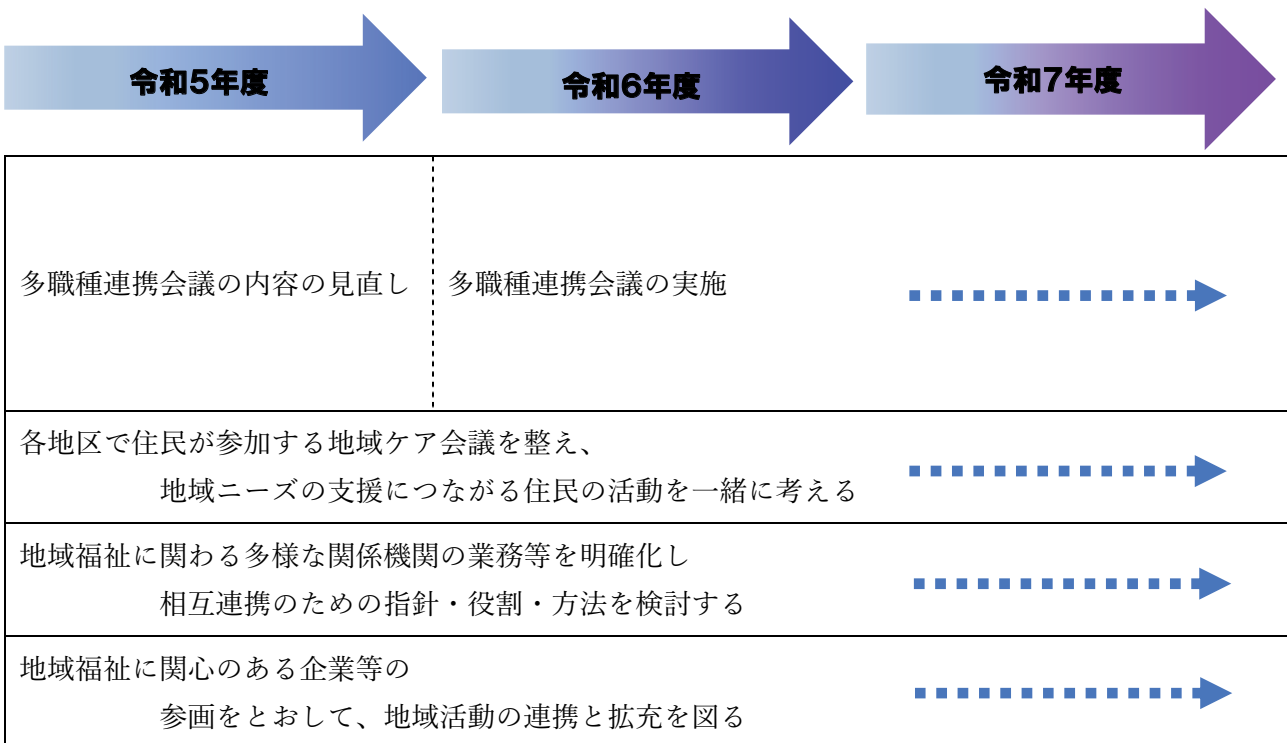 令和5年度
令和6年度
令和7年度
多職種連携会議の内容の見直し
多職種連携会議の実施
各地区で住民が参加する地域ケア会議を整え、
地域ニーズの支援につながる住民の活動を一緒に考える
地域福祉に関わる多様な関係機関の業務等を明確化し
相互連携のための指針・役割・方法を検討する
地域福祉に関心のある企業等の
参画をとおして、地域活動の連携と拡充を図る